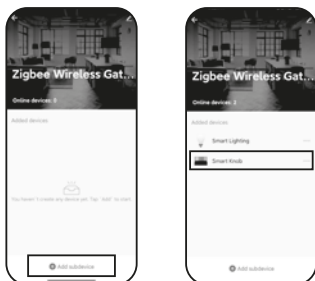 Zigbee Wireless Gat...
Online devices: 0
Added devices
You haven't create any device yet. Tap "Add" to start.
Add subdevice
Zigbee Wireless Gat...
Online devices: 2
Added devices
Smart Lighting
Smart Knob
Add subdevice